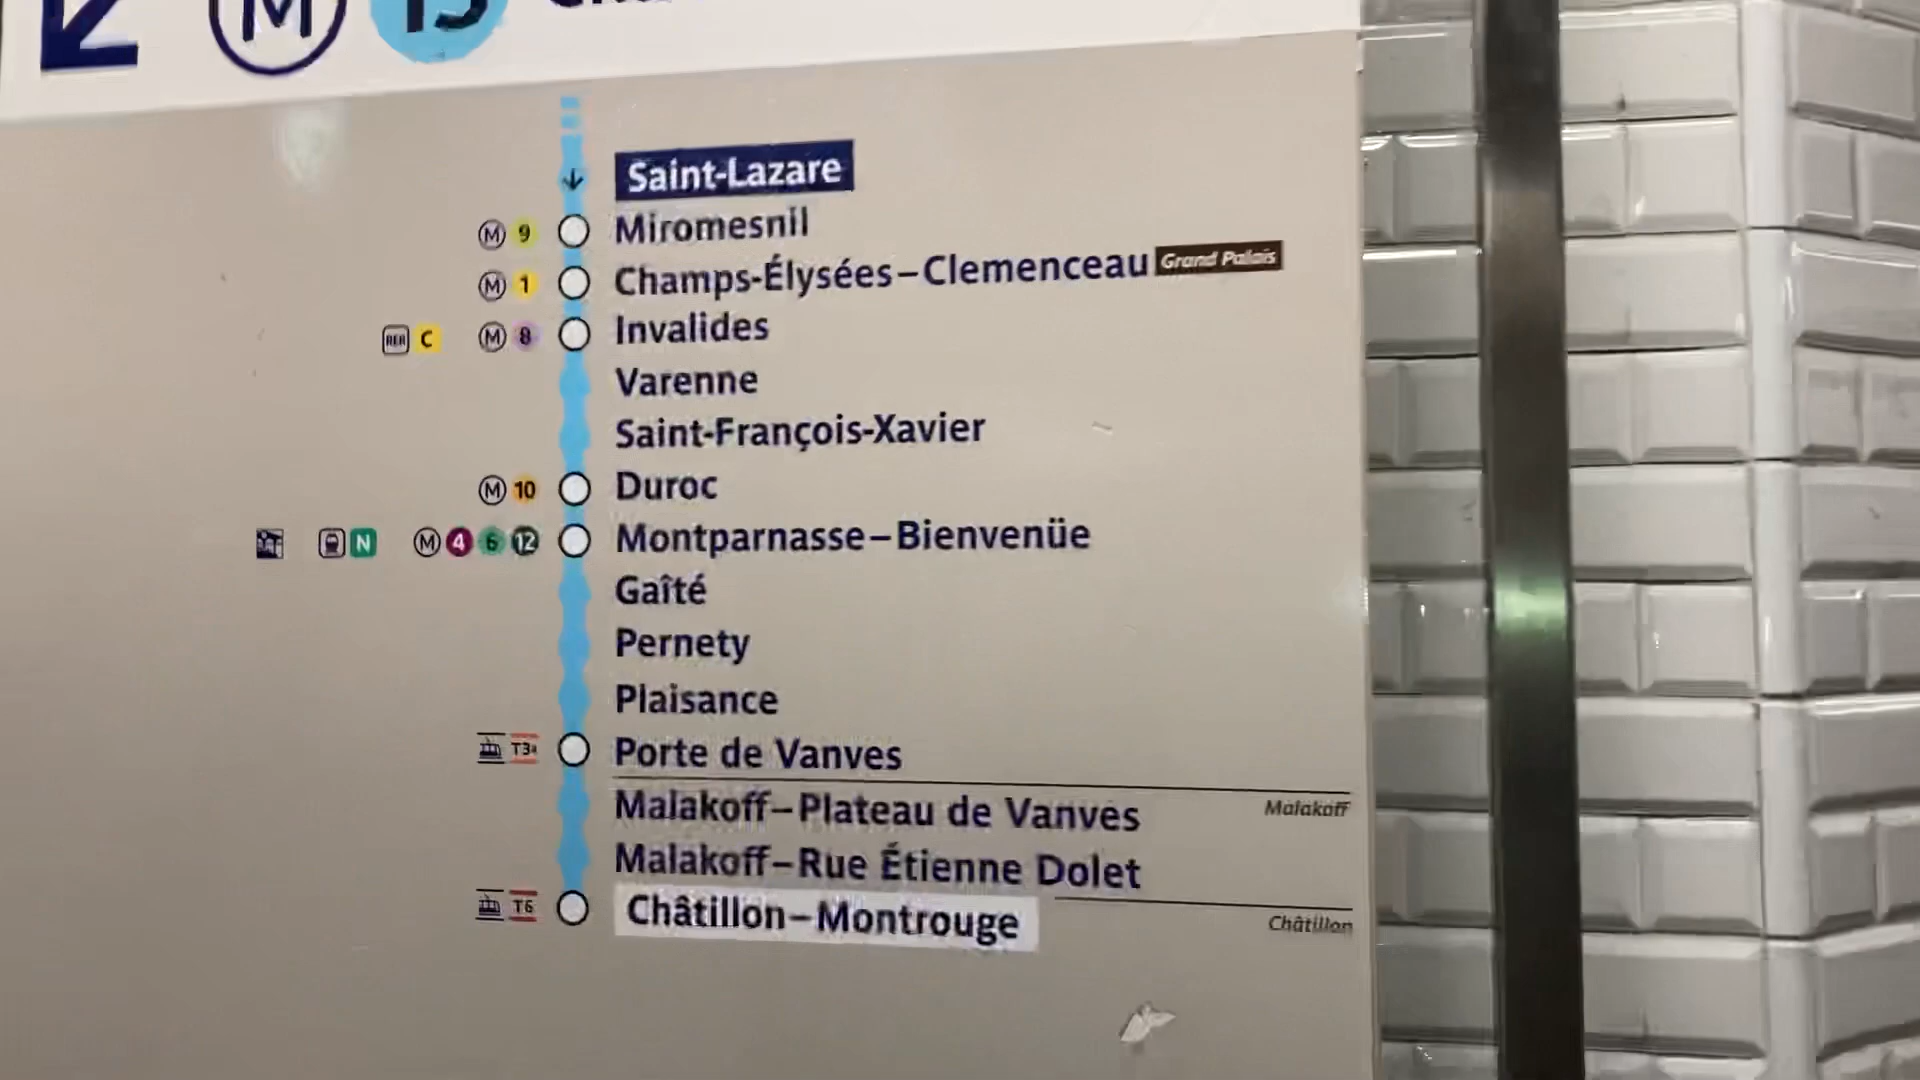 M 13
Saint-Lazare
M 9 Miromesnil
M 1 Champs-Élysées–Clemenceau Grand Palais
RER C M 8 Invalides
Varenne
Saint-François-Xavier
M 10 Duroc
N M 4 6 12 Montparnasse–Bienvenüe
Gaîté
Pernety
Plaisance
T3a Porte de Vanves
Malakoff–Plateau de Vanves Malakoff
Malakoff–Rue Étienne Dolet
T6 Châtillon–Montrouge Châtillon